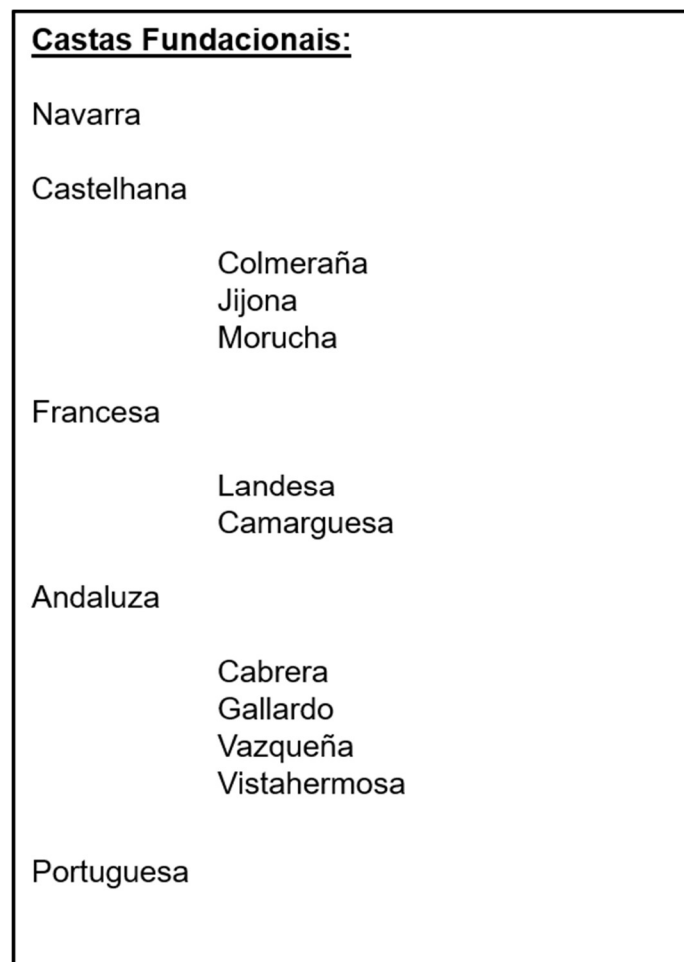 Castas Fundacionais:
Navarra
Castelhana
Colmeraña
Jijona
Morucha
Francesa
Landesa
Camarguesa
Andaluza
Cabrera
Gallardo
Vazqueña
Vistahermosa
Portuguesa